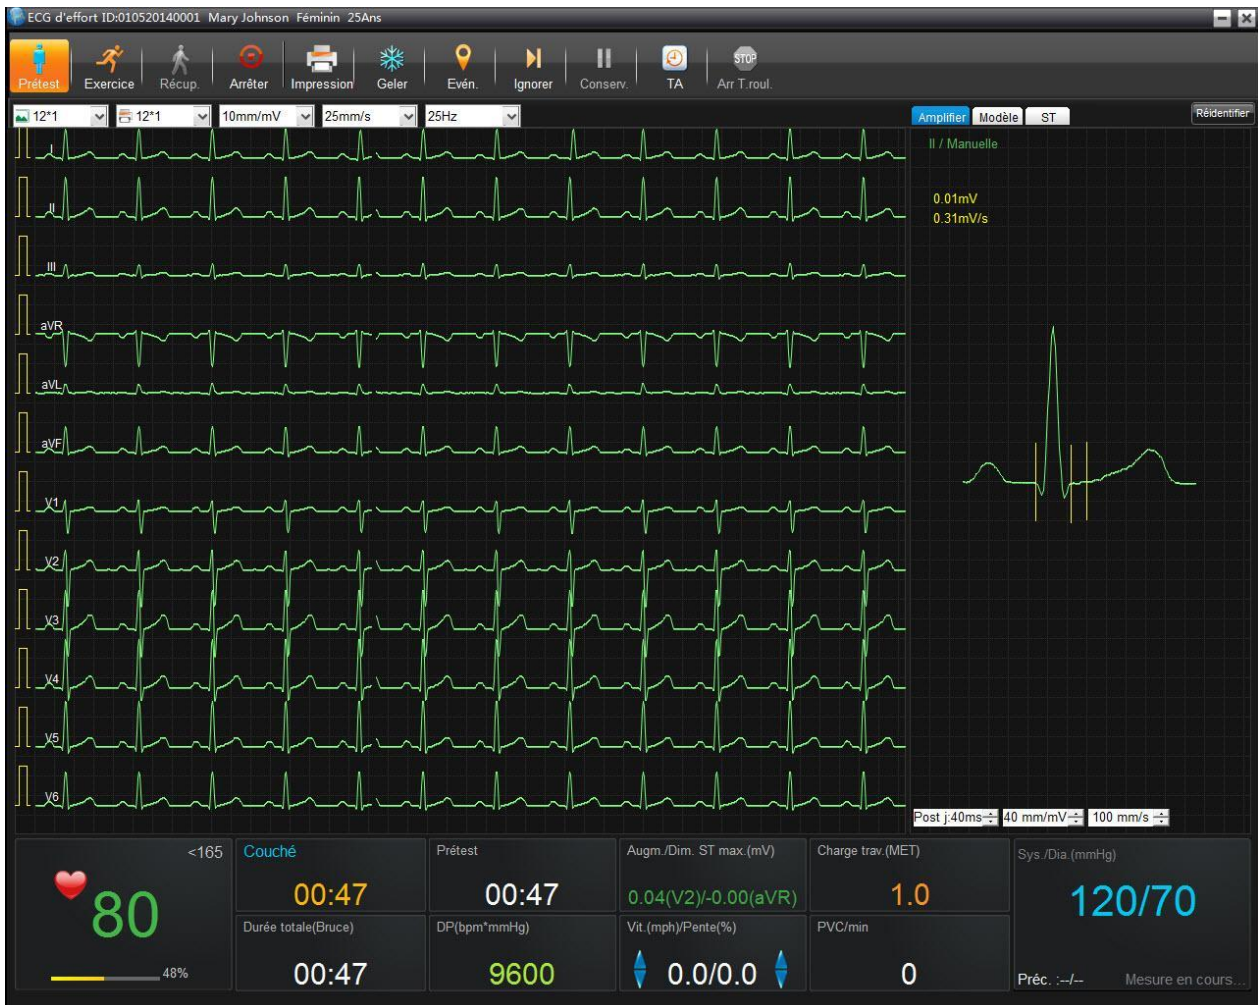 ECG d'effort ID:010520140001 Mary Johnson Féminin 25Ans
Prétest Exercice Récup. Arrêter Impression Geler Evén. Ignorer Conserv. TA STOP Arr T.roul.
12*1 12*1 10mm/mV 25mm/s 25Hz Amplifier Modèle ST Réidentifier
II / Manuelle
0.01mV
0.31mV/s
I
II
III
aVR
aVL
aVF
V1
V2
V3
V4
V5
V6
Post j:40ms 40 mm/mV 100 mm/s
<165
80
48%
Couché
00:47
Prétest
00:47
Augm./Dim. ST max.(mV)
0.04(V2)/-0.00(aVR)
Charge trav.(MET)
1.0
Durée totale(Bruce)
00:47
DP(bpm*mmHg)
9600
Vit.(mph)/Pente(%)
0.0/0.0
PVC/min
0
Sys./Dia.(mmHg)
120/70
Préc. :--/-- Mesure en cours...